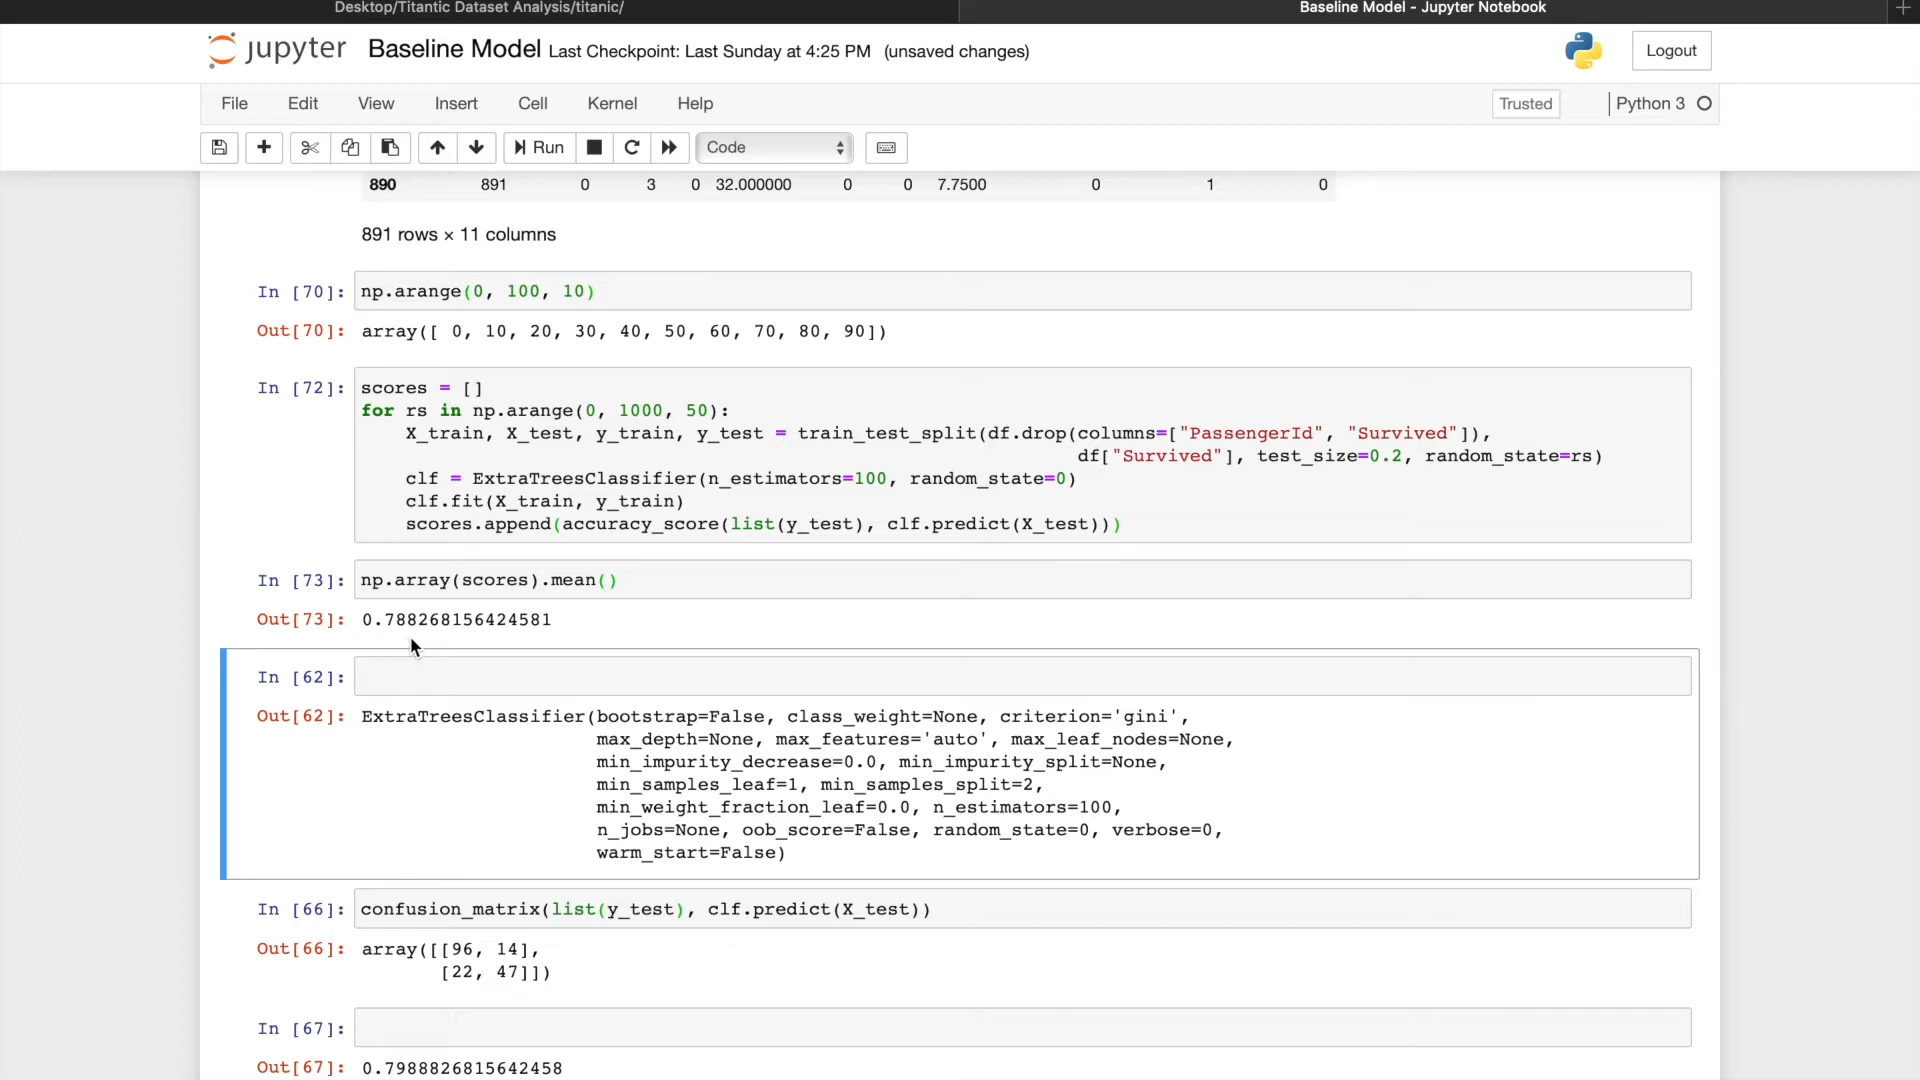 Desktop/Titantic Dataset Analysis/titanic/
Baseline Model - Jupyter Notebook
jupyter Baseline Model Last Checkpoint: Last Sunday at 4:25 PM (unsaved changes)
Logout
File Edit View Insert Cell Kernel Help
Trusted
Python 3
Run
Code
890 891 0 3 0 32.000000 0 0 7.7500 0 1 0
891 rows × 11 columns
In [70]: np.arange(0, 100, 10)
Out[70]: array([ 0, 10, 20, 30, 40, 50, 60, 70, 80, 90])
In [72]: scores = []
for rs in np.arange(0, 1000, 50):
X_train, X_test, y_train, y_test = train_test_split(df.drop(columns=["PassengerId", "Survived"]),
df["Survived"], test_size=0.2, random_state=rs)
clf = ExtraTreesClassifier(n_estimators=100, random_state=0)
clf.fit(X_train, y_train)
scores.append(accuracy_score(list(y_test), clf.predict(X_test)))
In [73]: np.array(scores).mean()
Out[73]: 0.788268156424581
In [62]:
Out[62]: ExtraTreesClassifier(bootstrap=False, class_weight=None, criterion='gini',
max_depth=None, max_features='auto', max_leaf_nodes=None,
min_impurity_decrease=0.0, min_impurity_split=None,
min_samples_leaf=1, min_samples_split=2,
min_weight_fraction_leaf=0.0, n_estimators=100,
n_jobs=None, oob_score=False, random_state=0, verbose=0,
warm_start=False)
In [66]: confusion_matrix(list(y_test), clf.predict(X_test))
Out[66]: array([[96, 14],
[22, 47]])
In [67]:
Out[67]: 0.7988826815642458